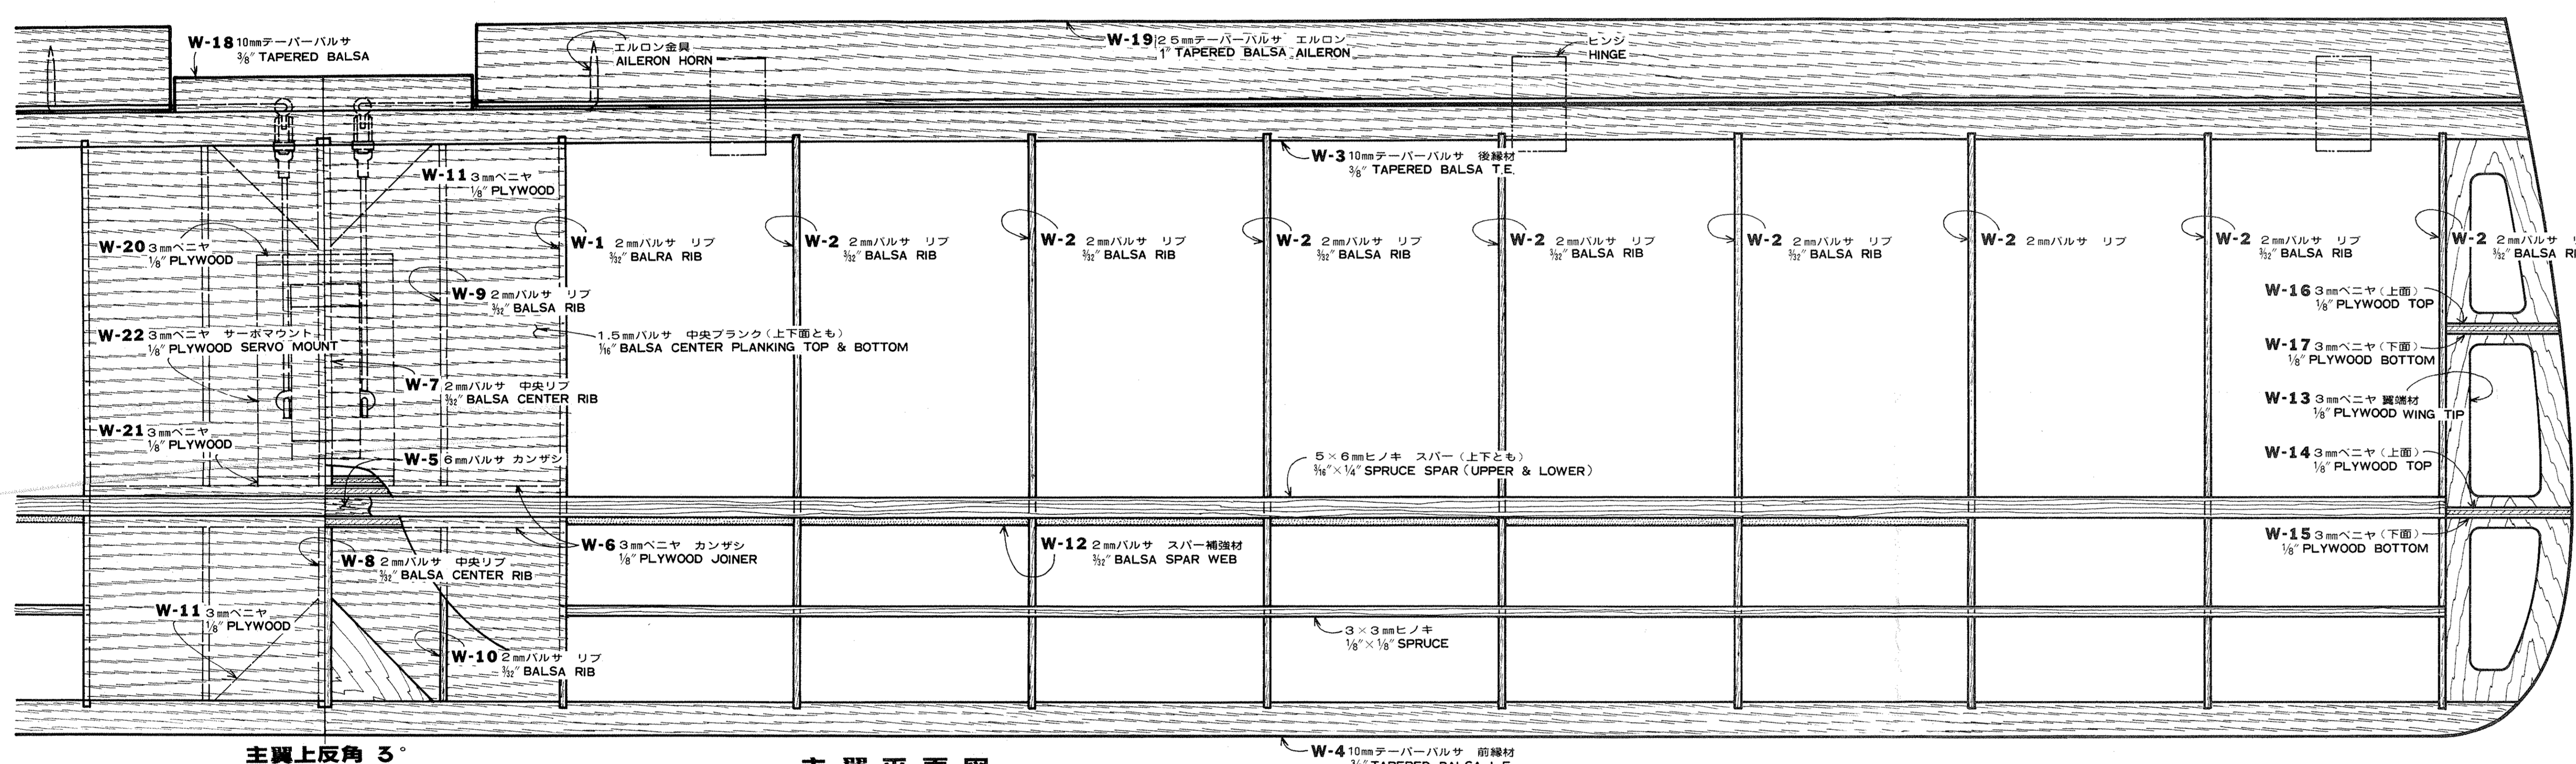 W-18 10mmテーパーバルサ
3/8" TAPERED BALSA
エルロン金具
AILERON HORN
W-19 25mmテーパーバルサ エルロン
1" TAPERED BALSA AILERON
ヒンジ
HINGE
W-3 10mmテーパーバルサ 後縁材
3/8" TAPERED BALSA T.E.
W-11 3mmベニヤ
1/8" PLYWOOD
W-20 3mmベニヤ
1/8" PLYWOOD
W-1 2mmバルサ リブ
3/32" BALRA RIB
W-2 2mmバルサ リブ
3/32" BALSA RIB
W-2 2mmバルサ リブ
3/32" BALSA RIB
W-2 2mmバルサ リブ
3/32" BALSA RIB
W-2 2mmバルサ リブ
3/32" BALSA RIB
W-2 2mmバルサ リブ
3/32" BALSA RIB
W-2 2mmバルサ リブ
W-2 2mmバルサ リブ
3/32" BALSA RIB
W-2 2mmバルサ
3/32" BALSA
W-9 2mmバルサ リブ
3/32" BALSA RIB
W-16 3mmベニヤ(上面)
1/8" PLYWOOD TOP
W-22 3mmベニヤ サーボマウント
1/8" PLYWOOD SERVO MOUNT
1.5mmバルサ 中央プランク(上下面とも)
1/16" BALSA CENTER PLANKING TOP & BOTTOM
W-17 3mmベニヤ(下面)
1/8" PLYWOOD BOTTOM
W-7 2mmバルサ 中央リブ
3/32" BALSA CENTER RIB
W-13 3mmベニヤ 翼端材
1/8" PLYWOOD WING TIP
W-21 3mmベニヤ
1/8" PLYWOOD
W-5 6mmバルサ カンザシ
5×6mmヒノキ スパー(上下とも)
3/16"×1/4" SPRUCE SPAR (UPPER & LOWER)
W-14 3mmベニヤ(上面)
1/8" PLYWOOD TOP
W-6 3mmベニヤ カンザシ
1/8" PLYWOOD JOINER
W-12 2mmバルサ スパー補強材
3/32" BALSA SPAR WEB
W-15 3mmベニヤ(下面)
1/8" PLYWOOD BOTTOM
W-8 2mmバルサ 中央リブ
3/32" BALSA CENTER RIB
W-11 3mmベニヤ
1/8" PLYWOOD
3×3mmヒノキ
1/8"×1/8" SPRUCE
W-10 2mmバルサ リブ
3/32" BALSA RIB
主翼上反角 3°
主翼平面図
W-4 10mmテーパーバルサ 前縁材
TAPERED BALSA L.E.